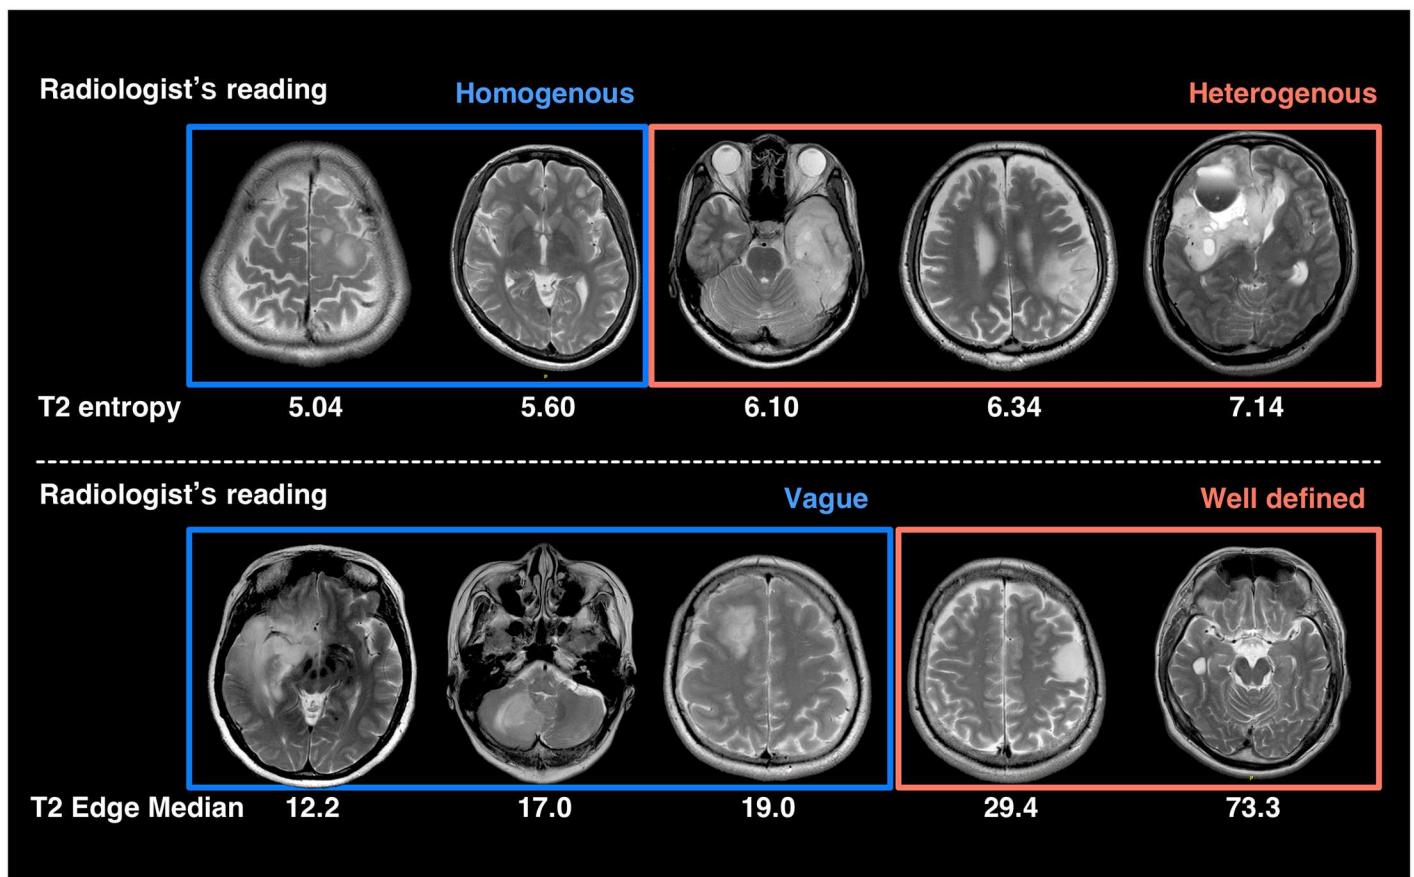 Radiologist's reading Homogenous Heterogenous
T2 entropy 5.04 5.60 6.10 6.34 7.14
Radiologist's reading Vague Well defined
T2 Edge Median 12.2 17.0 19.0 29.4 73.3